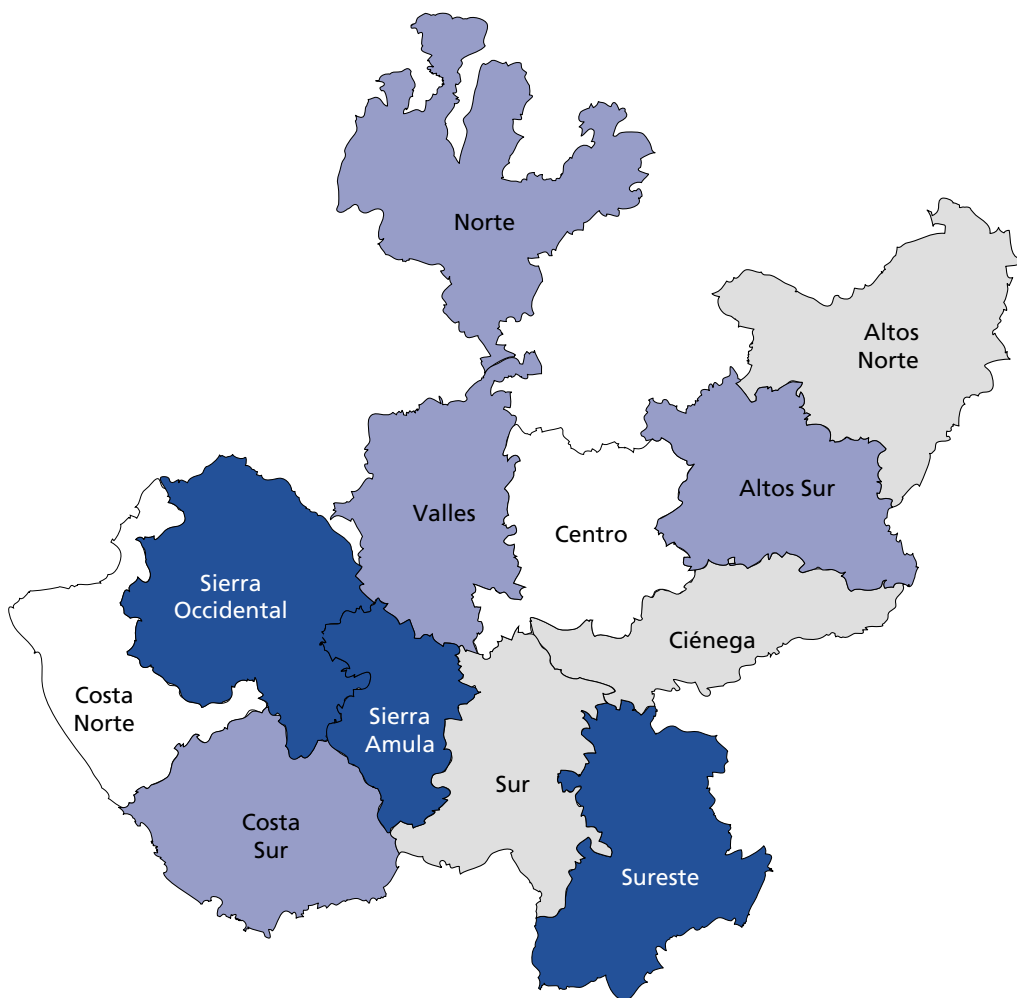 Norte
Altos
Norte
Altos Sur
Valles
Centro
Sierra
Occidental
Ciénega
Costa
Norte
Sierra
Amula
Sur
Costa
Sur
Sureste